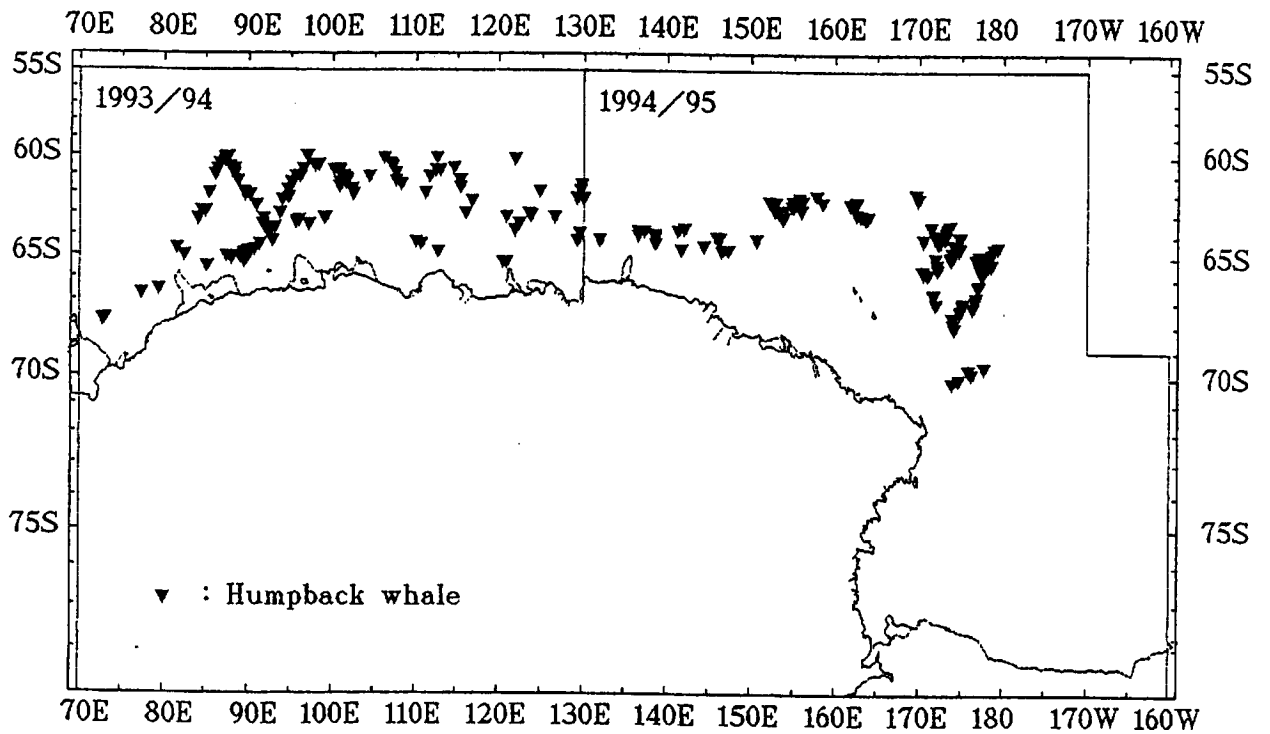 70E 80E 90E 100E 110E 120E 130E 140E 150E 160E 170E 180 170W 160W
55S 55S
1993/94 1994/95
60S 60S
65S 65S
70S 70S
75S 75S
▼ : Humpback whale
70E 80E 90E 100E 110E 120E 130E 140E 150E 160E 170E 180 170W 160W